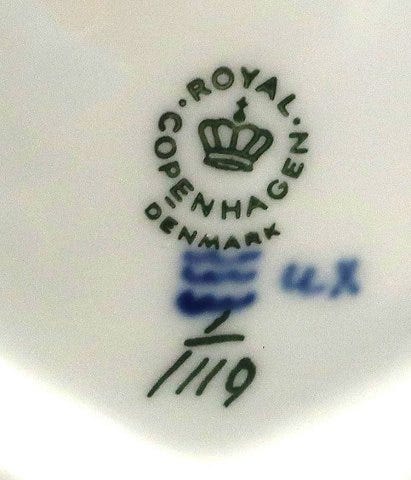 · ROYAL ·
COPENHAGEN
DENMARK
1
/1119